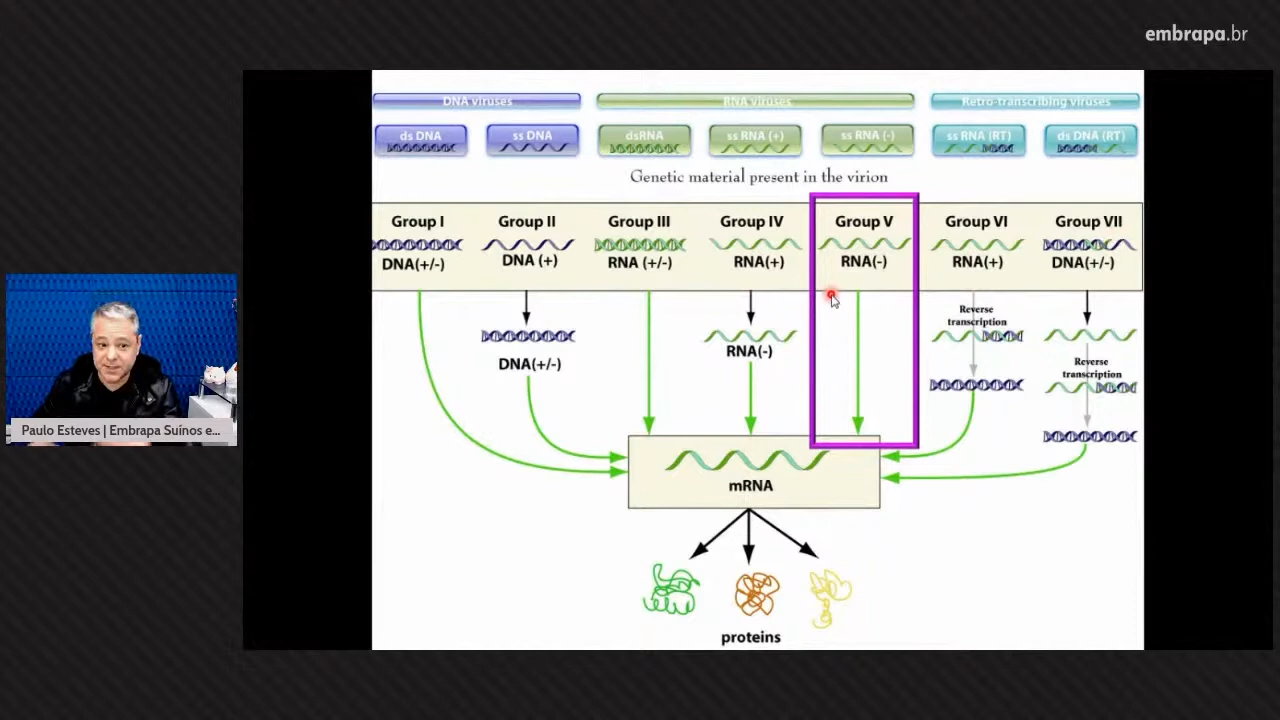 embrapa.br
DNA viruses
RNA viruses
Retro-transcribing viruses
ds DNA
ss DNA
dsRNA
ss RNA (+)
ss RNA (-)
ss RNA (RT)
ds DNA (RT)
Genetic material present in the virion
Group I
Group II
Group III
Group IV
Group V
Group VI
Group VII
DNA(+/-)
DNA (+)
RNA (+/-)
RNA(+)
RNA(-)
RNA(+)
DNA(+/-)
Reverse
transcription
DNA(+/-)
RNA(-)
Reverse
transcription
Paulo Esteves | Embrapa Suínos e...
mRNA
proteins